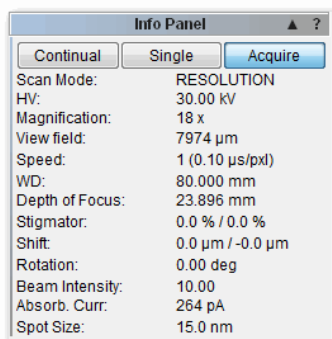 Info Panel ▲ ?
Continual Single Acquire
Scan Mode: RESOLUTION
HV: 30.00 kV
Magnification: 18 x
View field: 7974 µm
Speed: 1 (0.10 µs/pxl)
WD: 80.000 mm
Depth of Focus: 23.896 mm
Stigmator: 0.0 % / 0.0 %
Shift: 0.0 µm / -0.0 µm
Rotation: 0.00 deg
Beam Intensity: 10.00
Absorb. Curr: 264 pA
Spot Size: 15.0 nm